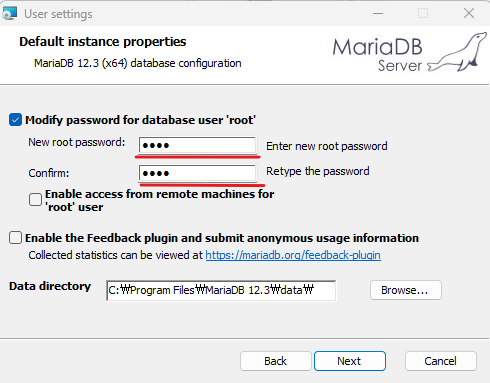 User settings
Default instance properties
MariaDB 12.3 (x64) database configuration
MariaDB
Server
Modify password for database user 'root'
New root password: ●●●● Enter new root password
Confirm: ●●●● Retype the password
Enable access from remote machines for
'root' user
Enable the Feedback plugin and submit anonymous usage information
Collected statistics can be viewed at https://mariadb.org/feedback-plugin
Data directory C:₩Program Files₩MariaDB 12.3₩data₩ Browse...
Back Next Cancel